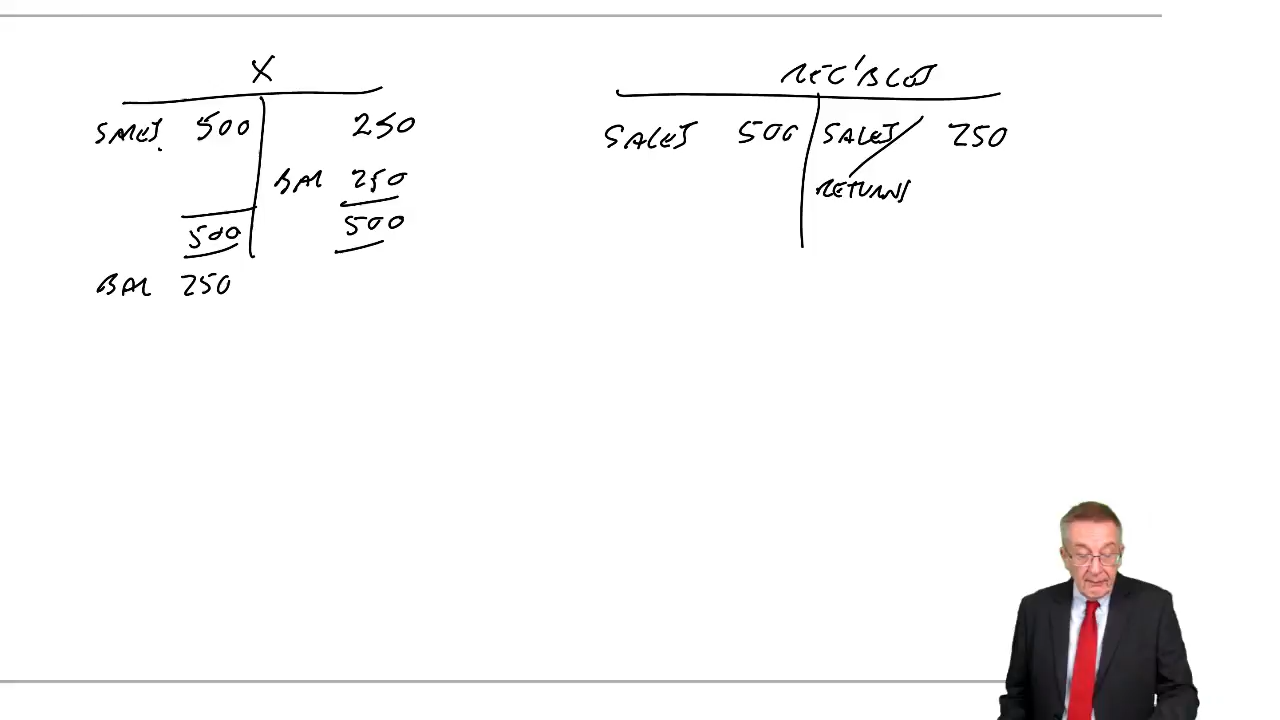 X
SALES 500 250
BAL 250
500 500
BAL 250
REC'BLES
SALES 500 SALES 250
RETURNS